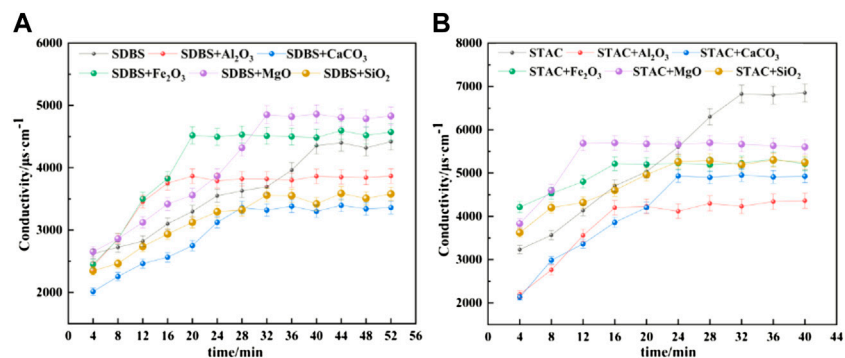 A
SDBS SDBS+Al₂O₃ SDBS+CaCO₃
SDBS+Fe₂O₃ SDBS+MgO SDBS+SiO₂
Conductivity/μs·cm⁻¹
6000
5000
4000
3000
2000
0 4 8 12 16 20 24 28 32 36 40 44 48 52 56
time/min
B
STAC STAC+Al₂O₃ STAC+CaCO₃
STAC+Fe₂O₃ STAC+MgO STAC+SiO₂
Conductivity/μs·cm⁻¹
8000
7000
6000
5000
4000
3000
2000
0 4 8 12 16 20 24 28 32 36 40 44
time/min